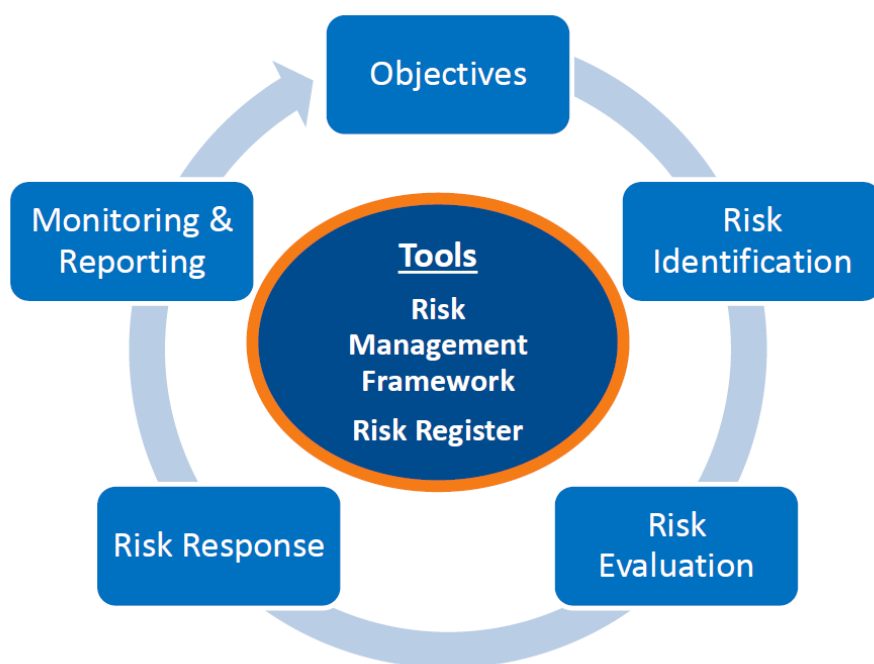 Objectives
Risk
Identification
Risk
Evaluation
Risk Response
Monitoring &
Reporting
Tools
Risk
Management
Framework
Risk Register